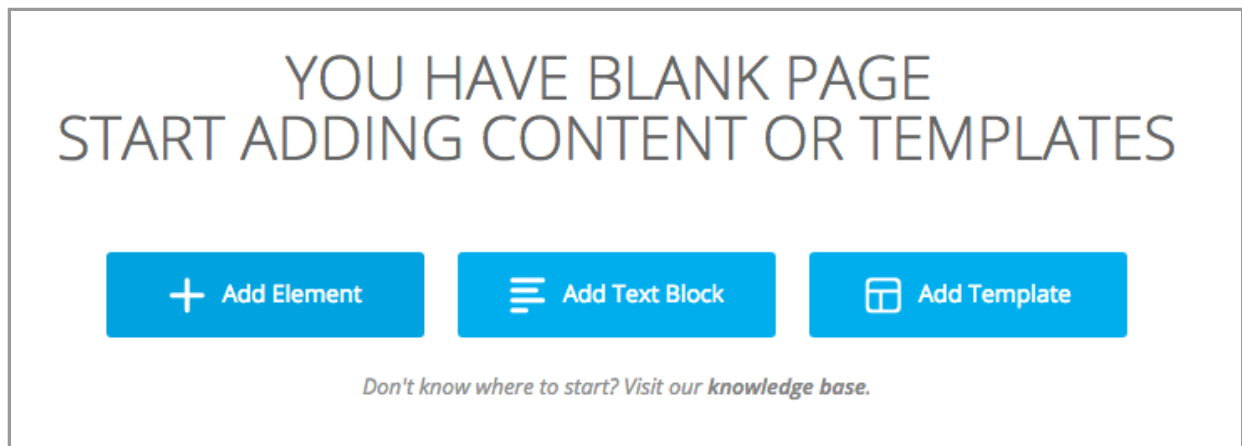 YOU HAVE BLANK PAGE
START ADDING CONTENT OR TEMPLATES
Add Element
Add Text Block
Add Template
Don't know where to start? Visit our knowledge base.